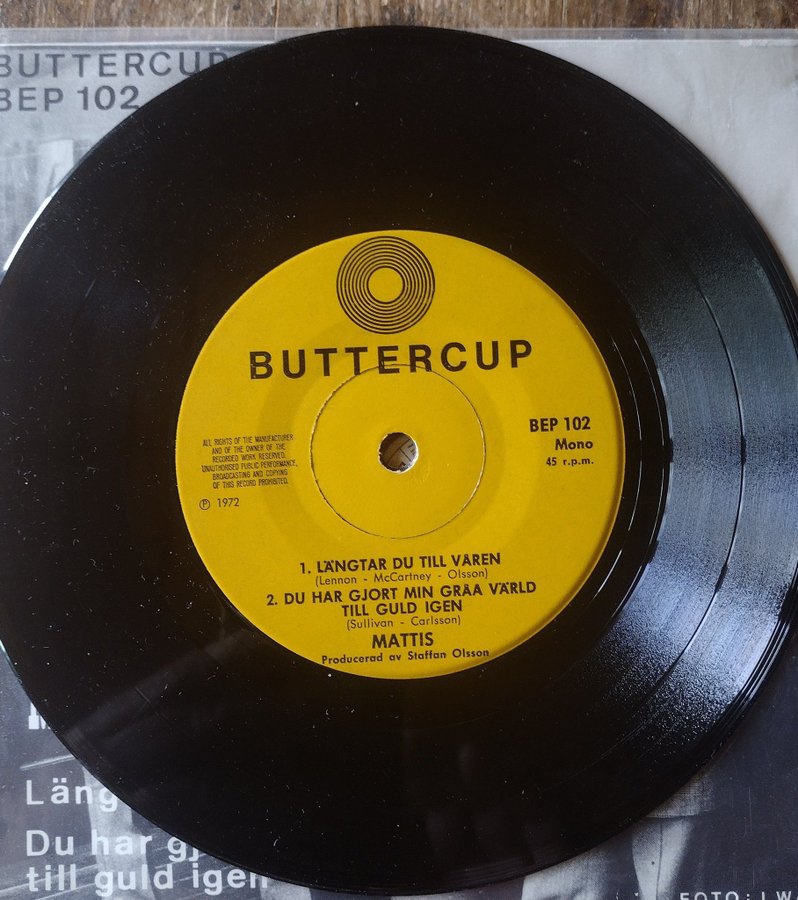 BUTTERCUP
BEP 102
BUTTERCUP
BEP 102
Mono
45 r.p.m.
ALL RIGHTS OF THE MANUFACTURER
AND OF THE OWNER OF THE
RECORDED WORK RESERVED.
UNAUTHORISED PUBLIC PERFORMANCE,
BROADCASTING AND COPYING
OF THIS RECORD PROHIBITED.
Ⓟ 1972
1. LÄNGTAR DU TILL VÅREN
(Lennon - McCartney - Olsson)
2. DU HAR GJORT MIN GRÅA VÄRLD
TILL GULD IGEN
(Sullivan - Carlsson)
MATTIS
Producerad av Staffan Olsson
Läng
Du har gj
till guld igen
FOTO: L W